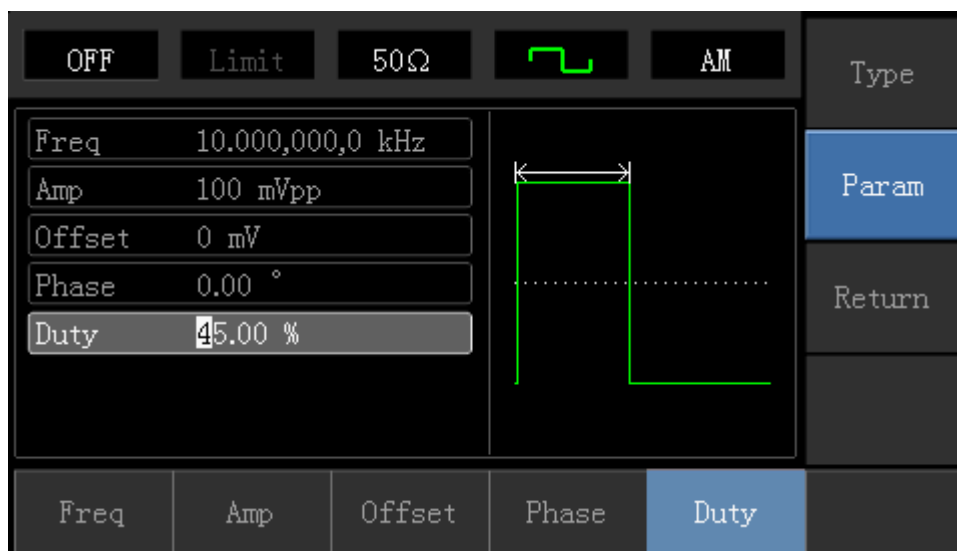 OFF Limit 50Ω AM
Type
Freq 10.000,000,0 kHz
Amp 100 mVpp
Param
Offset 0 mV
Phase 0.00 °
Return
Duty 45.00 %
Freq Amp Offset Phase Duty